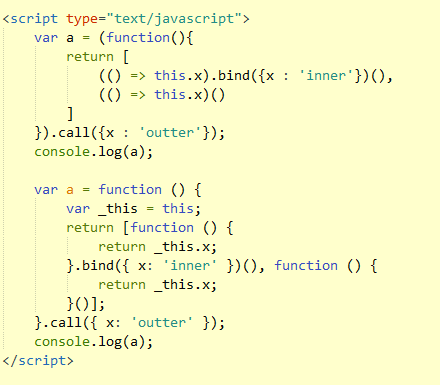 <script type="text/javascript">
    var a = (function(){
        return [
            (() => this.x).bind({x : 'inner'})(),
            (() => this.x)()
        ]
    }).call({x : 'outter'});
    console.log(a);

    var a = function () {
        var _this = this;
        return [function () {
            return _this.x;
        }.bind({ x: 'inner' })(), function () {
            return _this.x;
        }()];
    }.call({ x: 'outter' });
    console.log(a);
</script>